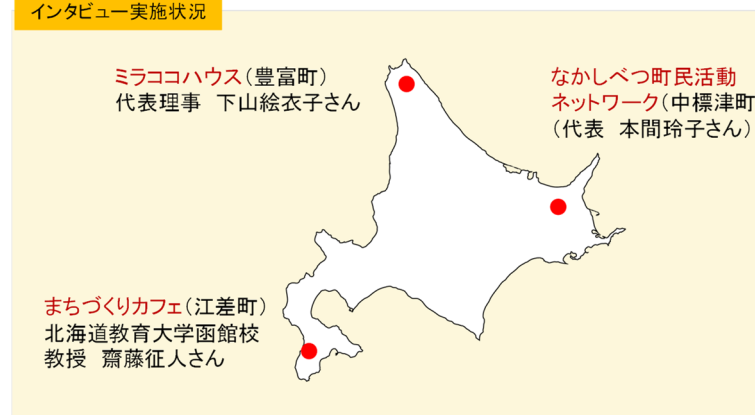 インタビュー実施状況
ミラココハウス（豊富町）
代表理事　下山絵衣子さん
なかしべつ町民活動
ネットワーク（中標津町
（代表　本間玲子さん）
まちづくりカフェ（江差町）
北海道教育大学函館校
教授　齋藤征人さん